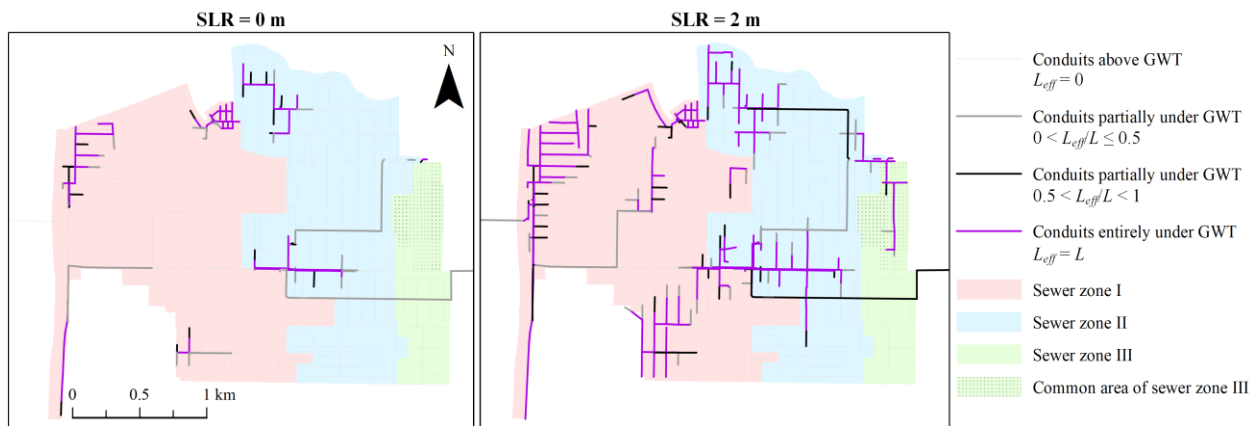 SLR = 0 m
SLR = 2 m
N
0 0.5 1 km
Conduits above GWT
L_eff = 0
Conduits partially under GWT
0 < L_eff/L ≤ 0.5
Conduits partially under GWT
0.5 < L_eff/L < 1
Conduits entirely under GWT
L_eff = L
Sewer zone I
Sewer zone II
Sewer zone III
Common area of sewer zone III